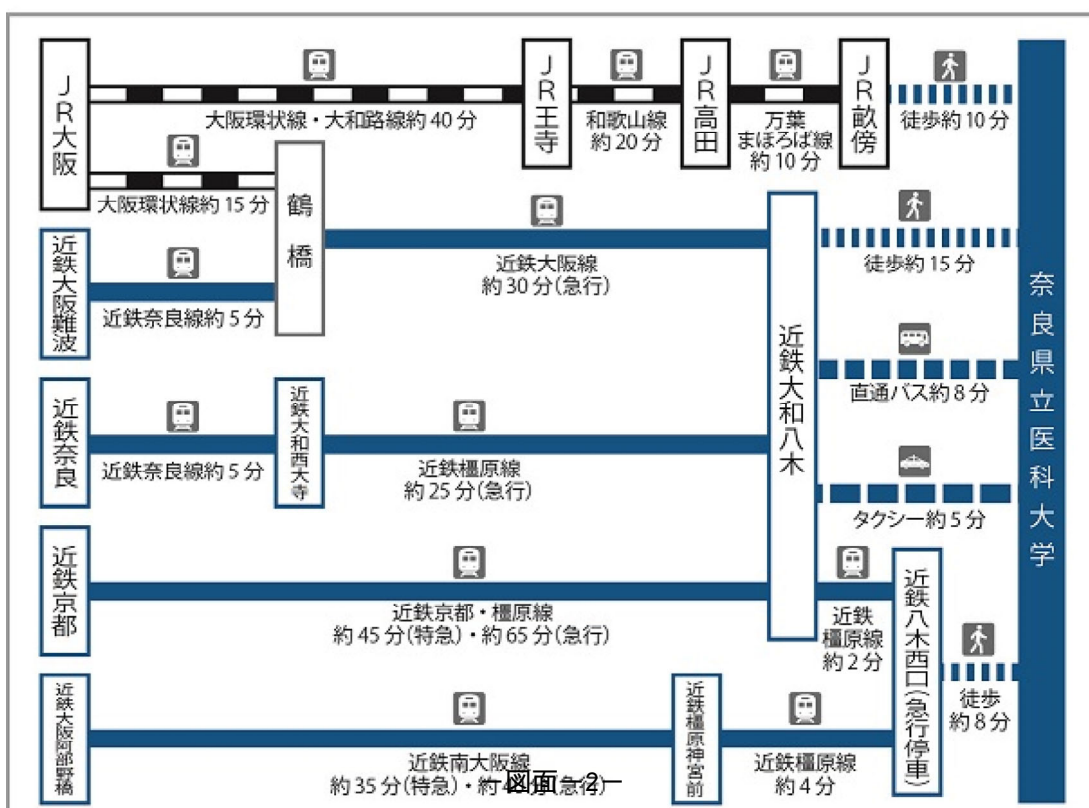 JR大阪
大阪環状線・大和路線約40分
JR王寺
和歌山線
約20分
JR高田
万葉
まほろば線
約10分
JR畝傍
徒歩約10分
大阪環状線約15分
鶴橋
近鉄大阪線
約30分(急行)
徒歩約15分
近鉄大阪難波
近鉄奈良線約5分
近鉄大和八木
直通バス約8分
近鉄奈良
近鉄奈良線約5分
近鉄大和西大寺
近鉄橿原線
約25分(急行)
タクシー約5分
近鉄京都
近鉄京都・橿原線
約45分(特急)・約65分(急行)
近鉄
橿原線
約2分
近鉄八木西口(急行停車)
徒歩
約8分
近鉄大阪阿部野橋
近鉄南大阪線
約35分(特急)・約4 分(急行)
近鉄橿原神宮前
近鉄橿原線
約4分
奈良県立医科大学
―図面―2―